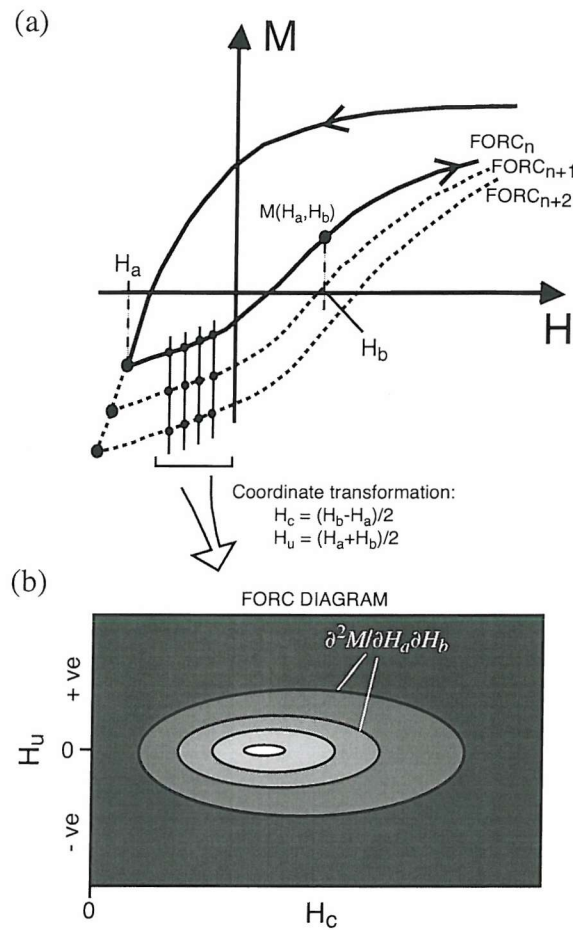 (a)
M
FORCn
FORCn+1
FORCn+2
M(Ha,Hb)
Ha
H
Hb
Coordinate transformation:
Hc = (Hb-Ha)/2
Hu = (Ha+Hb)/2
(b)
FORC DIAGRAM
∂²M/∂Ha∂Hb
+ ve
Hu
0
- ve
0
Hc